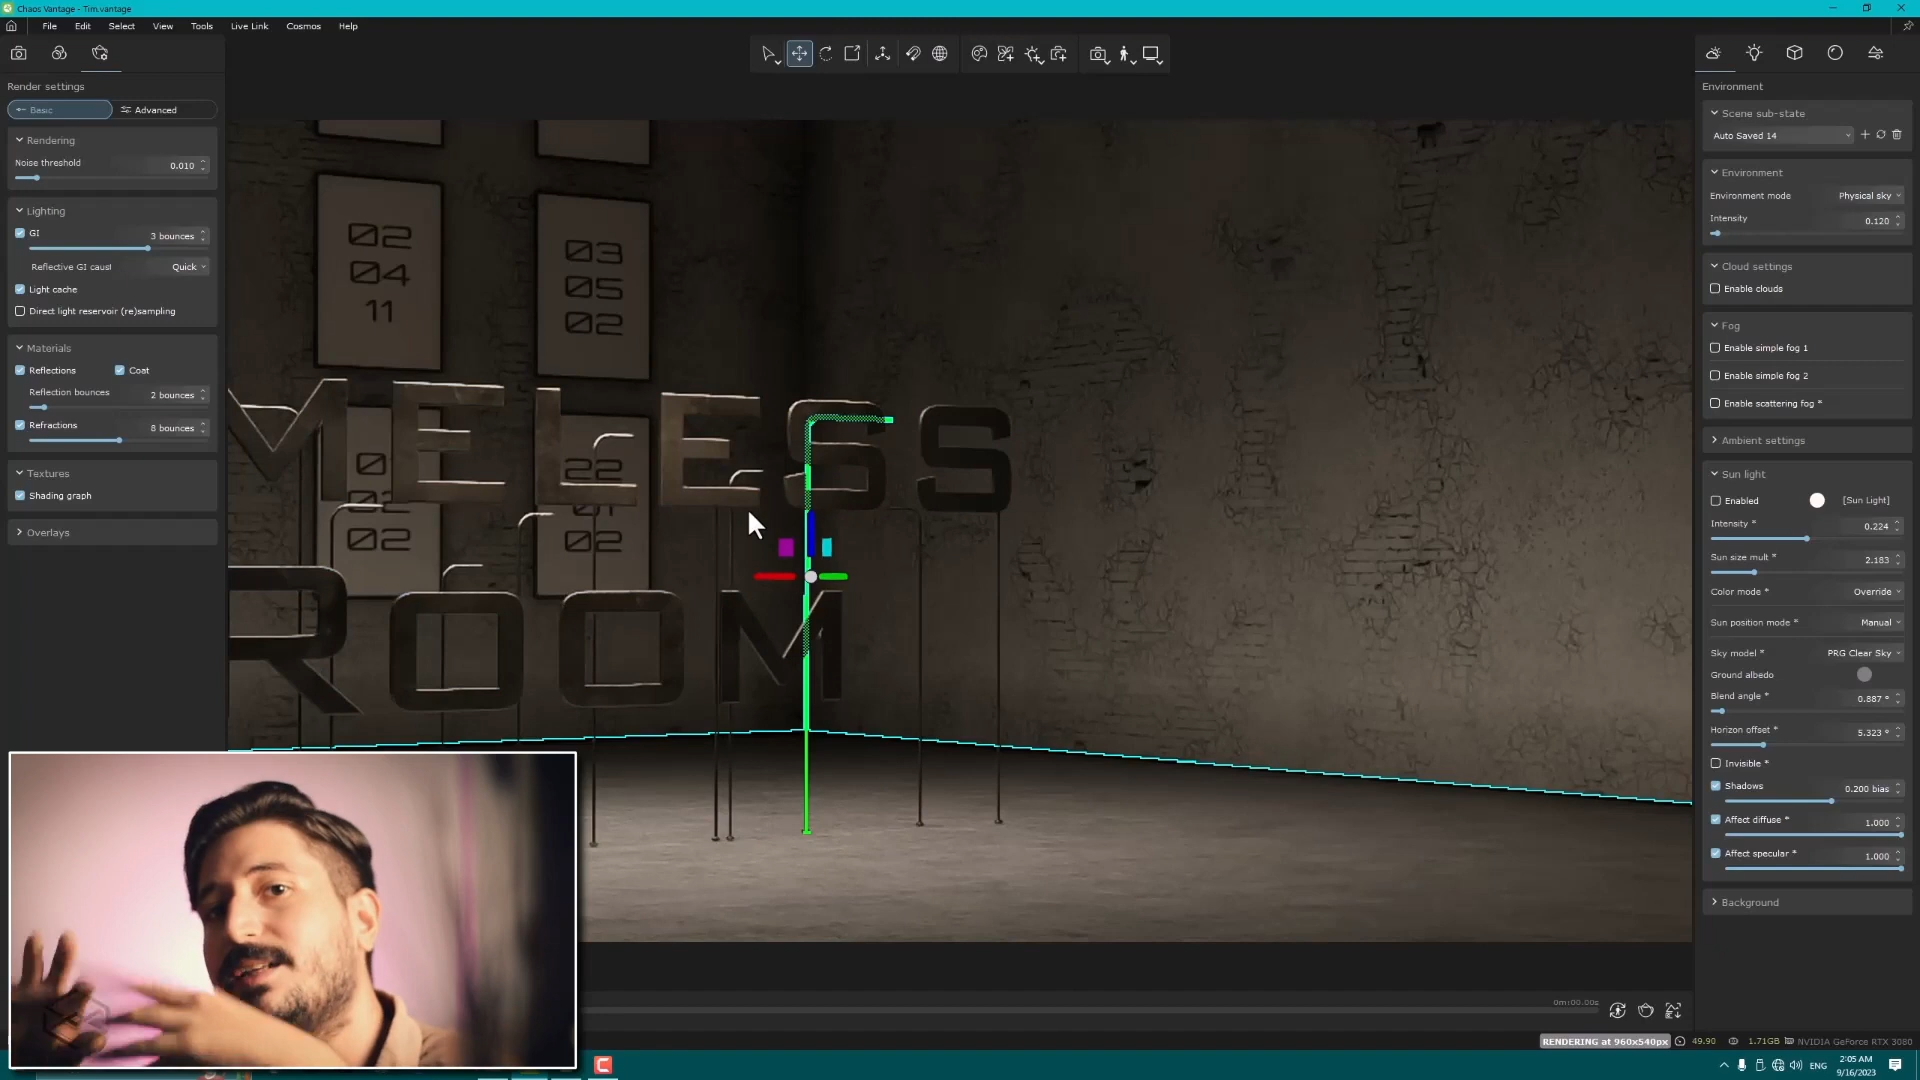 Chaos Vantage - Tim.vantage
File Edit Select View Tools Live Link Cosmos Help
Render settings
Basic Advanced
Rendering
Noise threshold 0.010
Lighting
GI 3 bounces
Reflective GI caust Quick
Light cache
Direct light reservoir (re)sampling
Materials
Reflections Coat
Reflection bounces 2 bounces
Refractions 8 bounces
Textures
Shading graph
Overlays
02
04
11
03
05
02
22
02
02
MELESS
ROOM
Environment
Scene sub-state
Auto Saved 14
Environment
Environment mode Physical sky
Intensity 0.120
Cloud settings
Enable clouds
Fog
Enable simple fog 1
Enable simple fog 2
Enable scattering fog *
Ambient settings
Sun light
Enabled [Sun Light]
Intensity * 0.224
Sun size mult * 2.183
Color mode * Override
Sun position mode * Manual
Sky model * PRG Clear Sky
Ground albedo
Blend angle * 0.887 °
Horizon offset * 5.323 °
Invisible *
Shadows 0.200 bias
Affect diffuse * 1.000
Affect specular * 1.000
Background
0m:00.00s
RENDERING at 960x540px 49.90 1.71GB NVIDIA GeForce RTX 3080
ENG 2:05 AM
9/16/2023